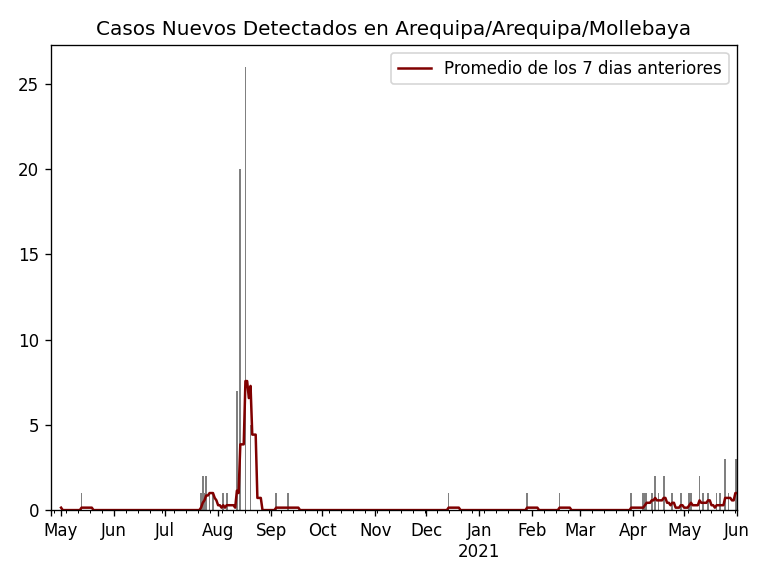 Casos Nuevos Detectados en Arequipa/Arequipa/Mollebaya
Promedio de los 7 dias anteriores
25
20
15
10
5
0
May Jun Jul Aug Sep Oct Nov Dec Jan Feb Mar Apr May Jun
2021